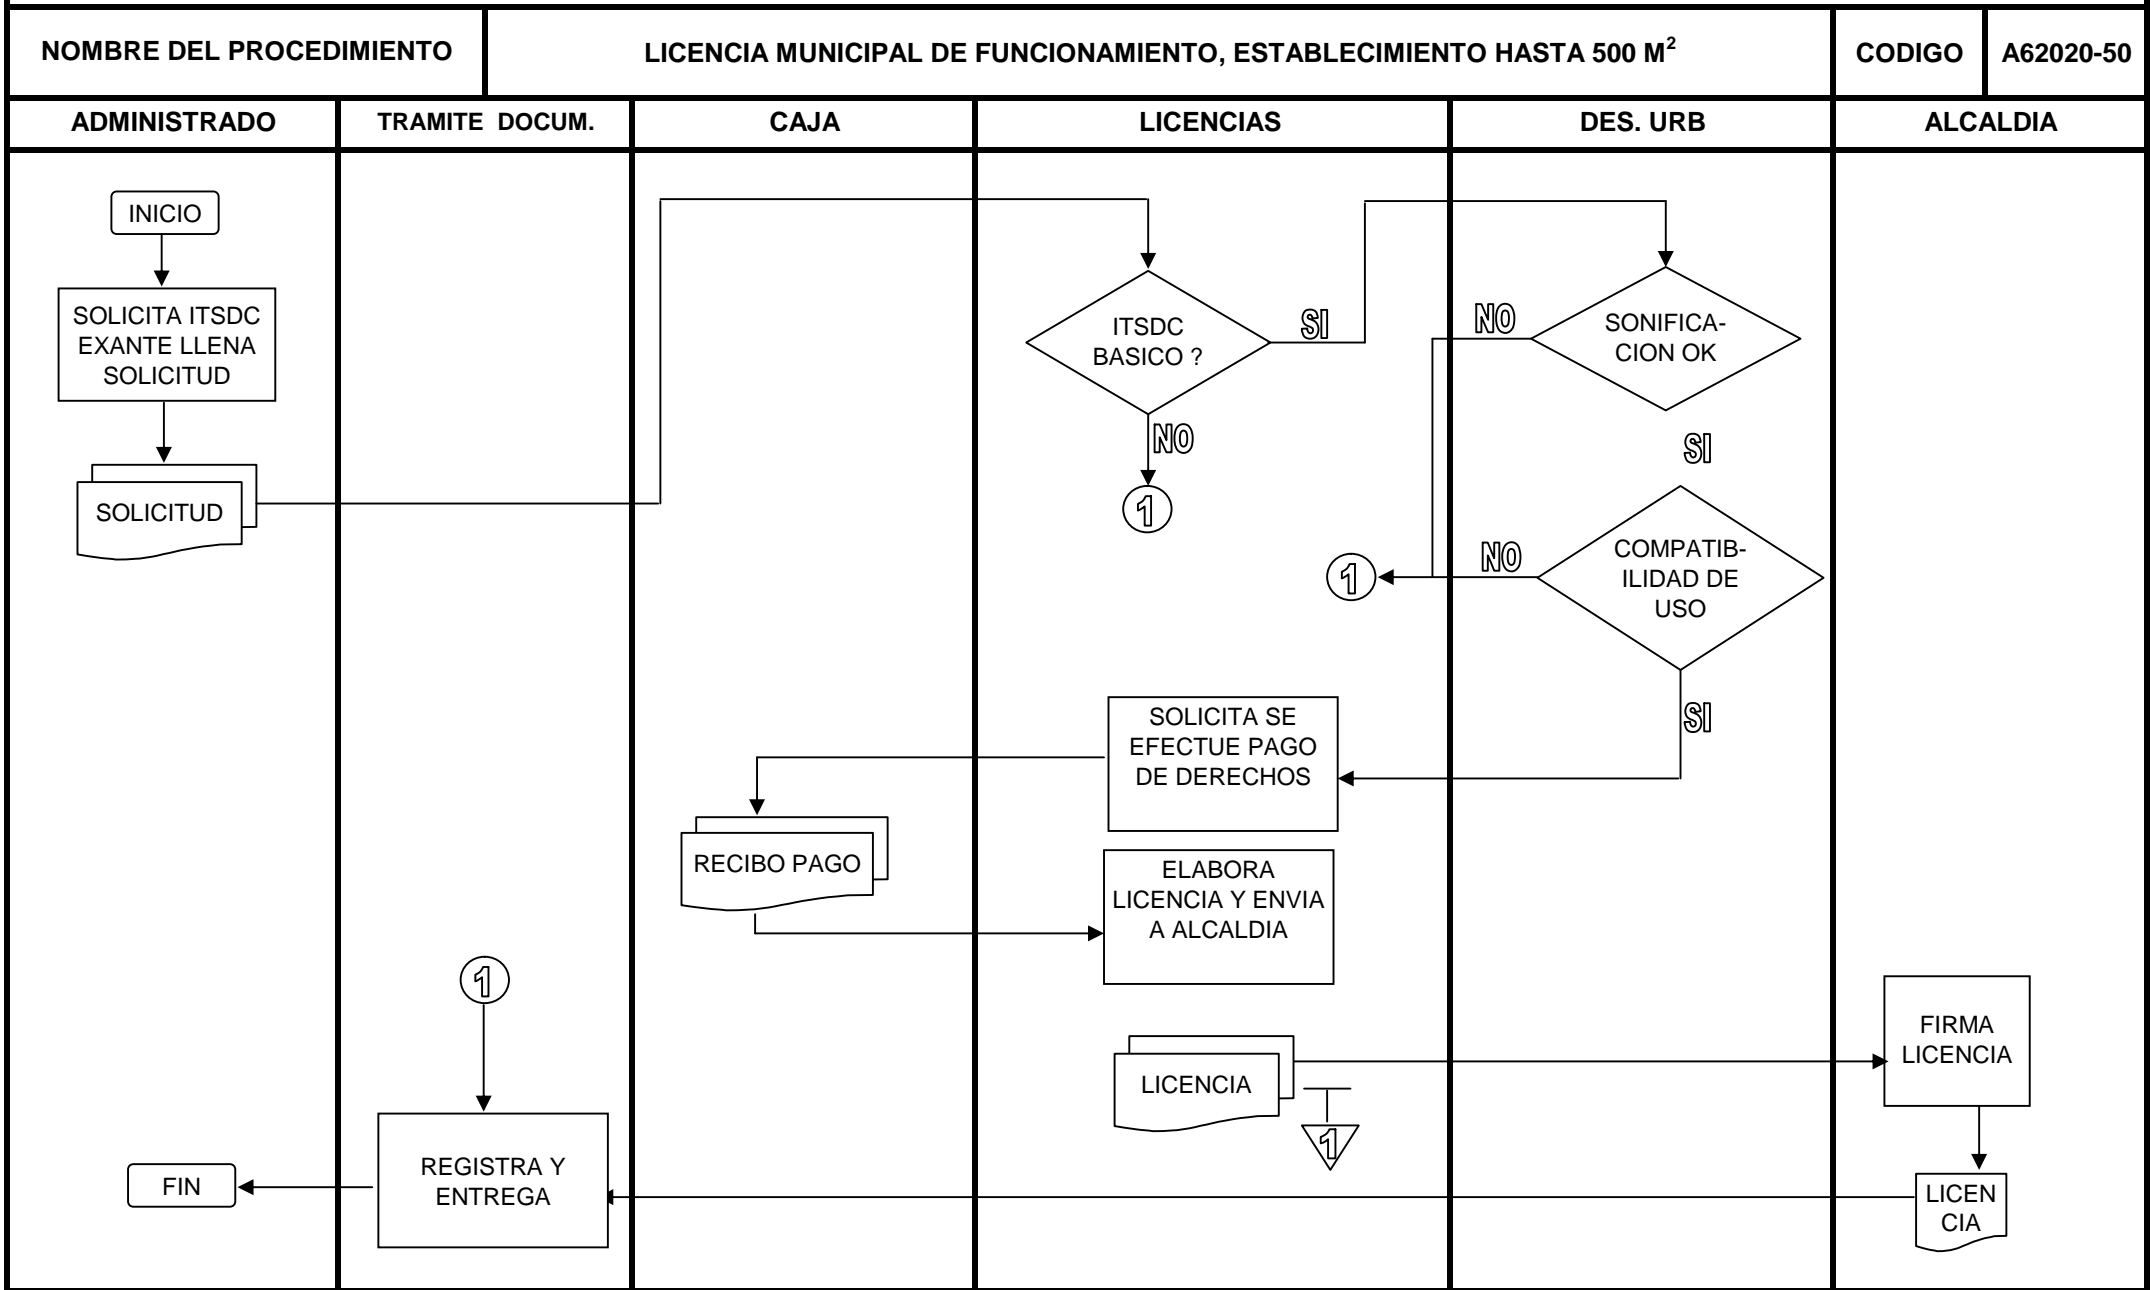 NOMBRE DEL PROCEDIMIENTO
LICENCIA MUNICIPAL DE FUNCIONAMIENTO, ESTABLECIMIENTO HASTA 500 M²
CODIGO
A62020-50
ADMINISTRADO
TRAMITE DOCUM.
CAJA
LICENCIAS
DES. URB
ALCALDIA
INICIO
SOLICITA ITSDC
EXANTE LLENA
SOLICITUD
SOLICITUD
ITSDC
BASICO ?
SI
NO
1
NO
SONIFICA-
CION OK
SI
1
NO
COMPATIB-
ILIDAD DE
USO
SI
SOLICITA SE
EFECTUE PAGO
DE DERECHOS
RECIBO PAGO
ELABORA
LICENCIA Y ENVIA
A ALCALDIA
1
LICENCIA
1
FIRMA
LICENCIA
FIN
REGISTRA Y
ENTREGA
LICEN
CIA